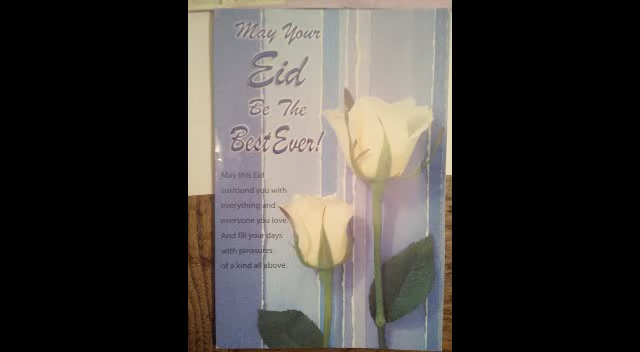 May Your
Eid
Be The
Best Ever!
May this Eid
surround you with
everything and
everyone you love.
And fill your days
with pleasures
of a kind all above.